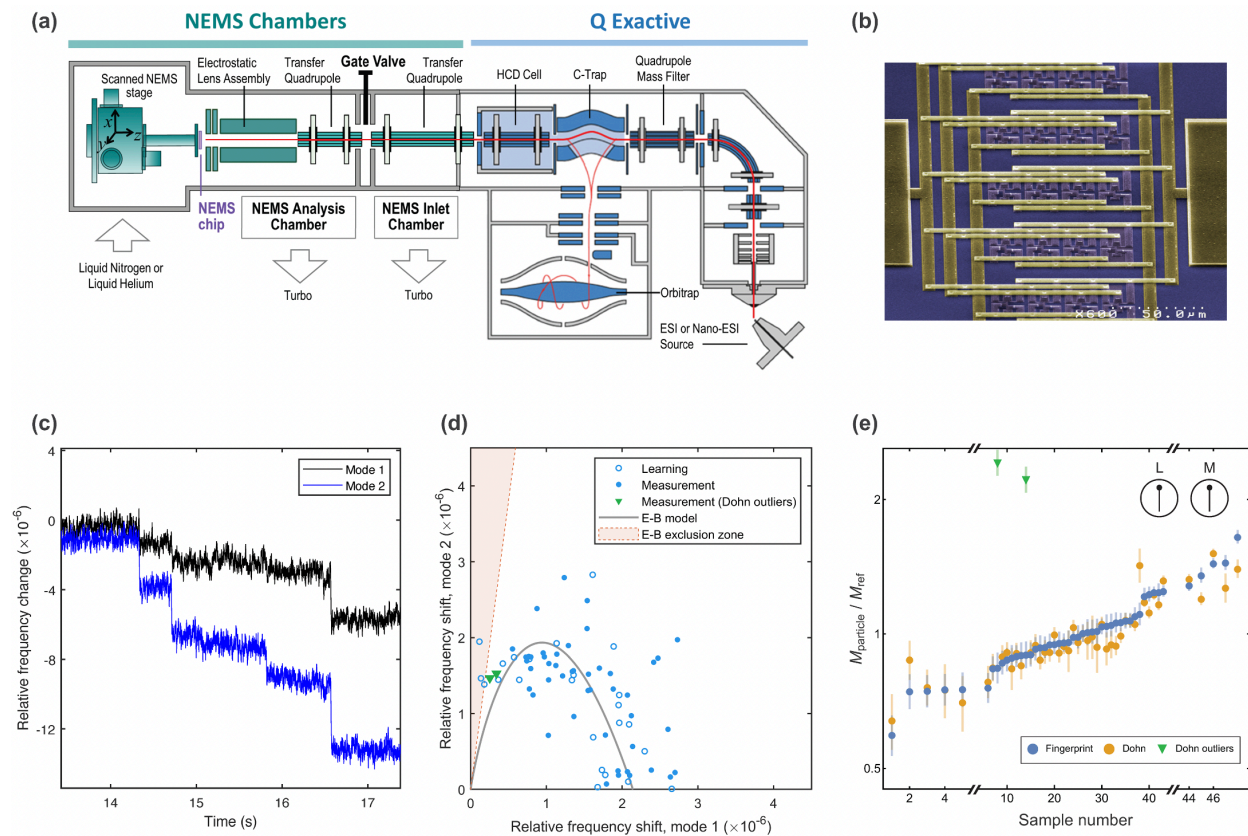 (a)
NEMS Chambers
Q Exactive
Scanned NEMS
stage
Electrostatic
Lens Assembly
Transfer
Quadrupole
Gate Valve
Transfer
Quadrupole
HCD Cell
C-Trap
Quadrupole
Mass Filter
x
y
z
NEMS
chip
NEMS Analysis
Chamber
NEMS Inlet
Chamber
Liquid Nitrogen or
Liquid Helium
Turbo
Turbo
Orbitrap
ESI or Nano-ESI
Source
(b)
X600 50.0µm
(c)
Relative frequency change (×10⁻⁶)
4
0
-4
-8
-12
Mode 1
Mode 2
14
15
16
17
Time (s)
(d)
Relative frequency shift, mode 2 (×10⁻⁶)
4
3
2
1
0
Learning
Measurement
Measurement (Dohn outliers)
E-B model
E-B exclusion zone
0
1
2
3
4
Relative frequency shift, mode 1 (×10⁻⁶)
(e)
M_particle / M_ref
2
1
0.5
L
M
Fingerprint
Dohn
Dohn outliers
2
4
10
20
30
40
44
46
Sample number